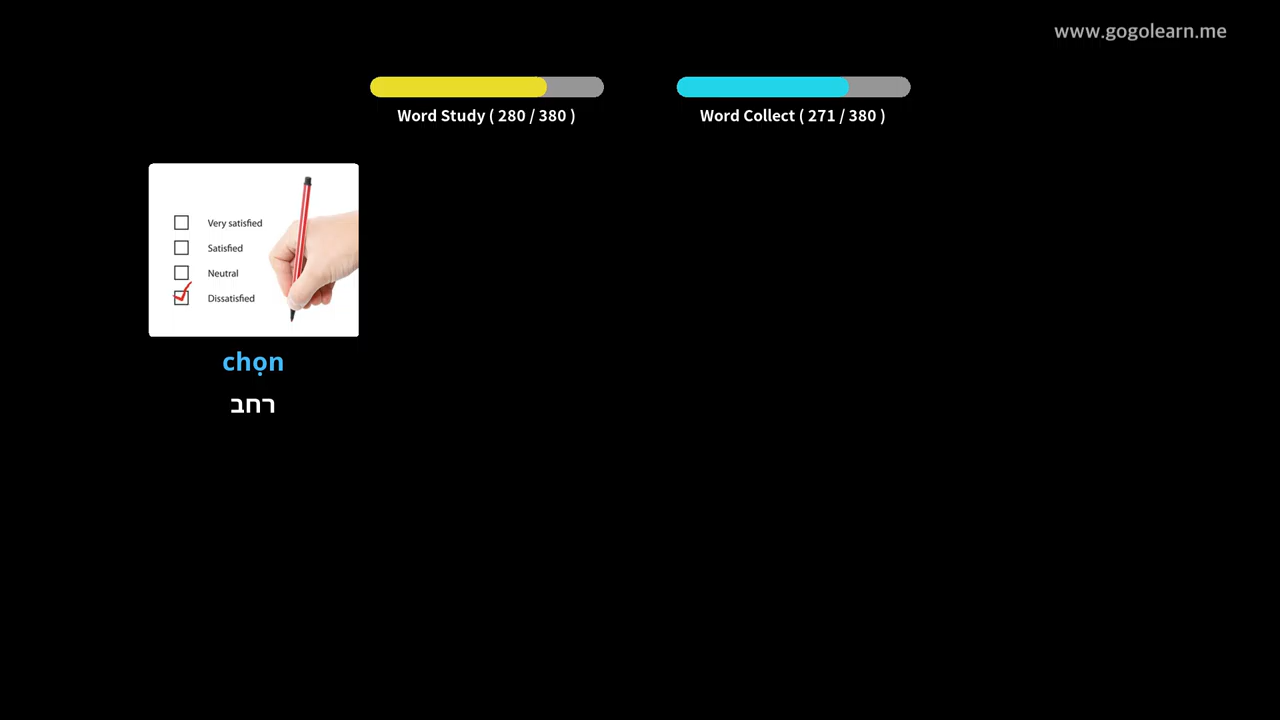 www.gogolearn.me
Word Study ( 280 / 380 )
Word Collect ( 271 / 380 )
Very satisfied
Satisfied
Neutral
Dissatisfied
chọn
רחב